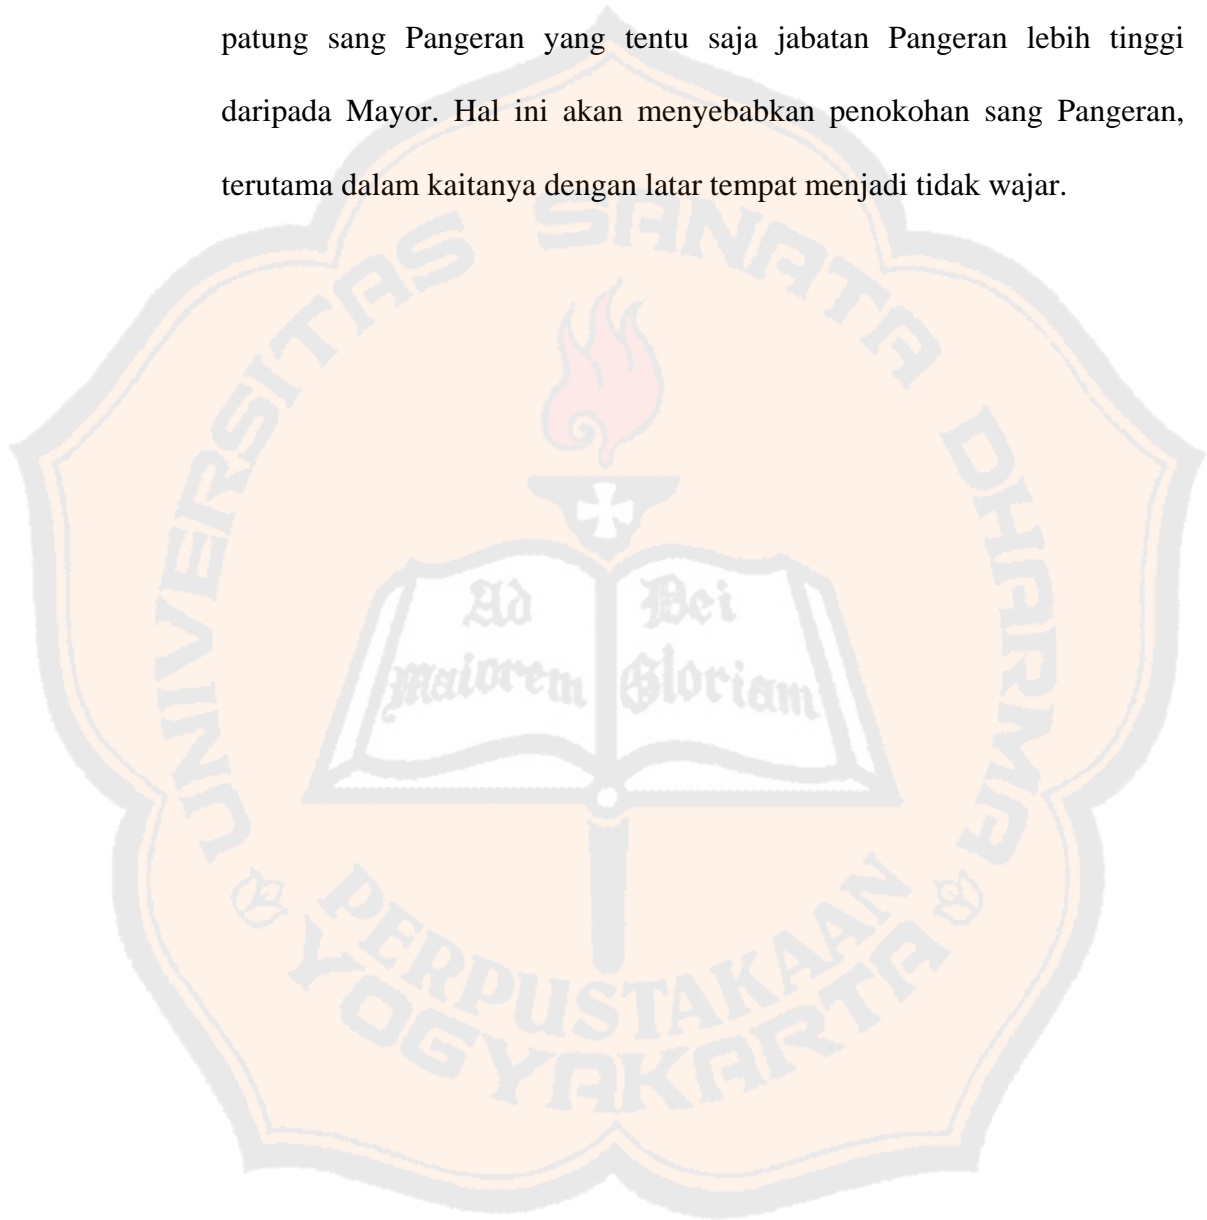 patung sang Pangeran yang tentu saja jabatan Pangeran lebih tinggi
daripada Mayor. Hal ini akan menyebabkan penokohan sang Pangeran,
terutama dalam kaitanya dengan latar tempat menjadi tidak wajar.
UNIVERSITAS SANATA DHARMA
Ad Dei
Maiorem Gloriam
PERPUSTAKAAN
YOGYAKARTA